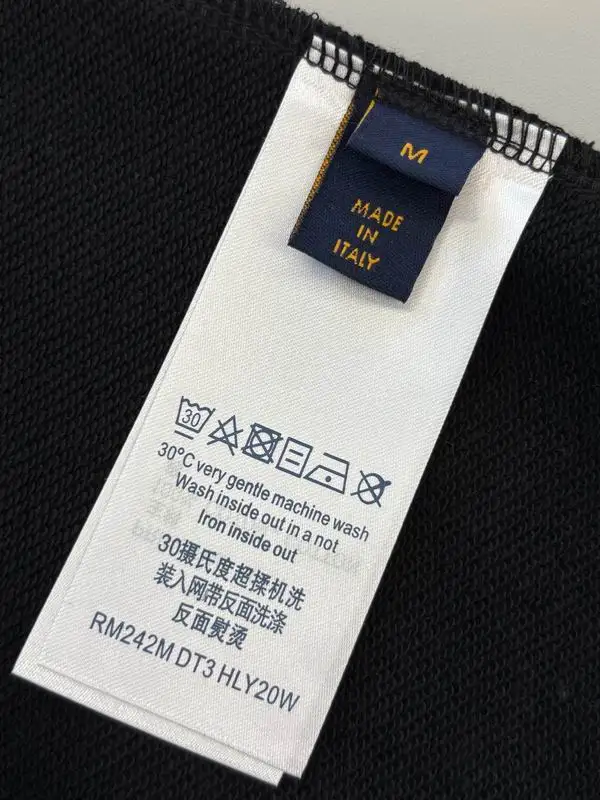 M
MADE
IN
ITALY
30
30°C very gentle machine wash
Wash inside out in a not
Iron inside out
30摄氏度超揉机洗
装入网带反面洗涤
反面熨烫
RM242M DT3 HLY20W